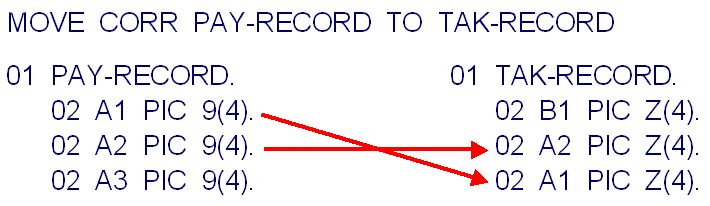 MOVE CORR PAY-RECORD TO TAK-RECORD
01 PAY-RECORD. 01 TAK-RECORD.
02 A1 PIC 9(4). 02 B1 PIC Z(4).
02 A2 PIC 9(4). 02 A2 PIC Z(4).
02 A3 PIC 9(4). 02 A1 PIC Z(4).